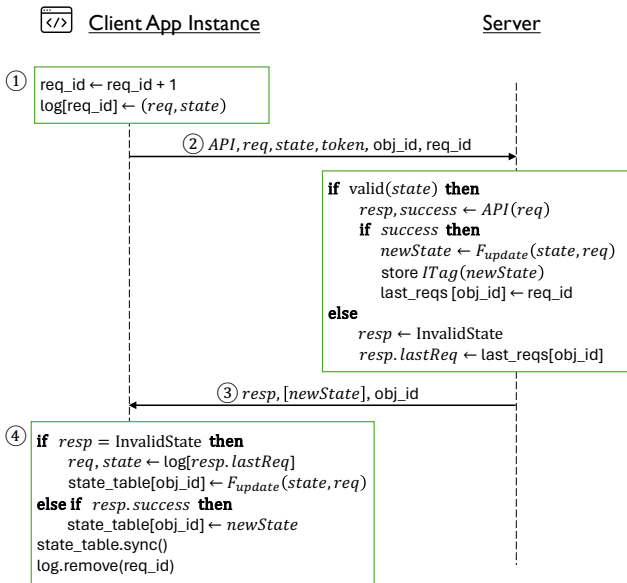 </>
Client App Instance
Server
①
req_id ← req_id + 1
log[req_id] ← (req, state)
② API, req, state, token, obj_id, req_id
if valid(state) then
resp, success ← API(req)
if success then
newState ← F_update(state, req)
store ITag(newState)
last_reqs [obj_id] ← req_id
else
resp ← InvalidState
resp. lastReq ← last_reqs[obj_id]
③ resp, [newState], obj_id
④
if resp = InvalidState then
req, state ← log[resp. lastReq]
state_table[obj_id] ← F_update(state, req)
else if resp. success then
state_table[obj_id] ← newState
state_table.sync()
log.remove(req_id)